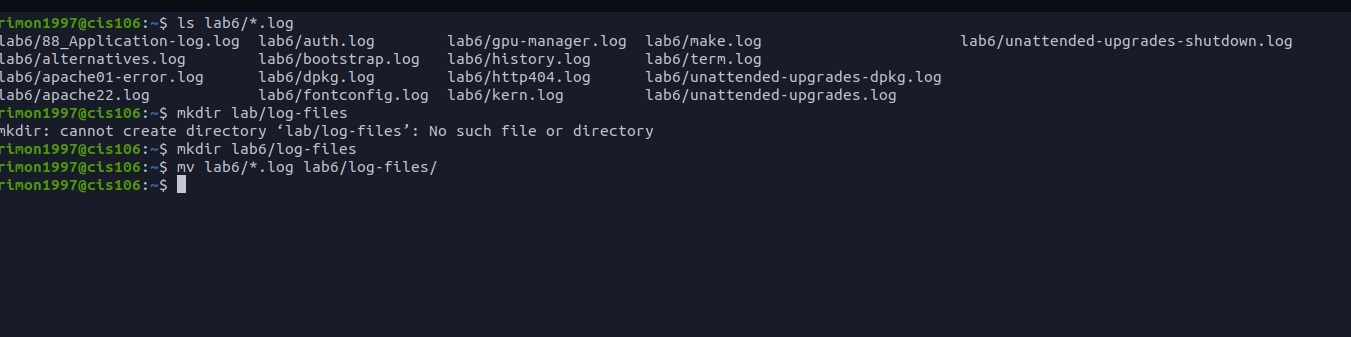 rimon1997@cis106:~$ ls lab6/*.log
lab6/88_Application-log.log lab6/auth.log lab6/gpu-manager.log lab6/make.log lab6/unattended-upgrades-shutdown.log
lab6/alternatives.log lab6/bootstrap.log lab6/history.log lab6/term.log
lab6/apache01-error.log lab6/dpkg.log lab6/http404.log lab6/unattended-upgrades-dpkg.log
lab6/apache22.log lab6/fontconfig.log lab6/kern.log lab6/unattended-upgrades.log
rimon1997@cis106:~$ mkdir lab/log-files
mkdir: cannot create directory ‘lab/log-files’: No such file or directory
rimon1997@cis106:~$ mkdir lab6/log-files
rimon1997@cis106:~$ mv lab6/*.log lab6/log-files/
rimon1997@cis106:~$